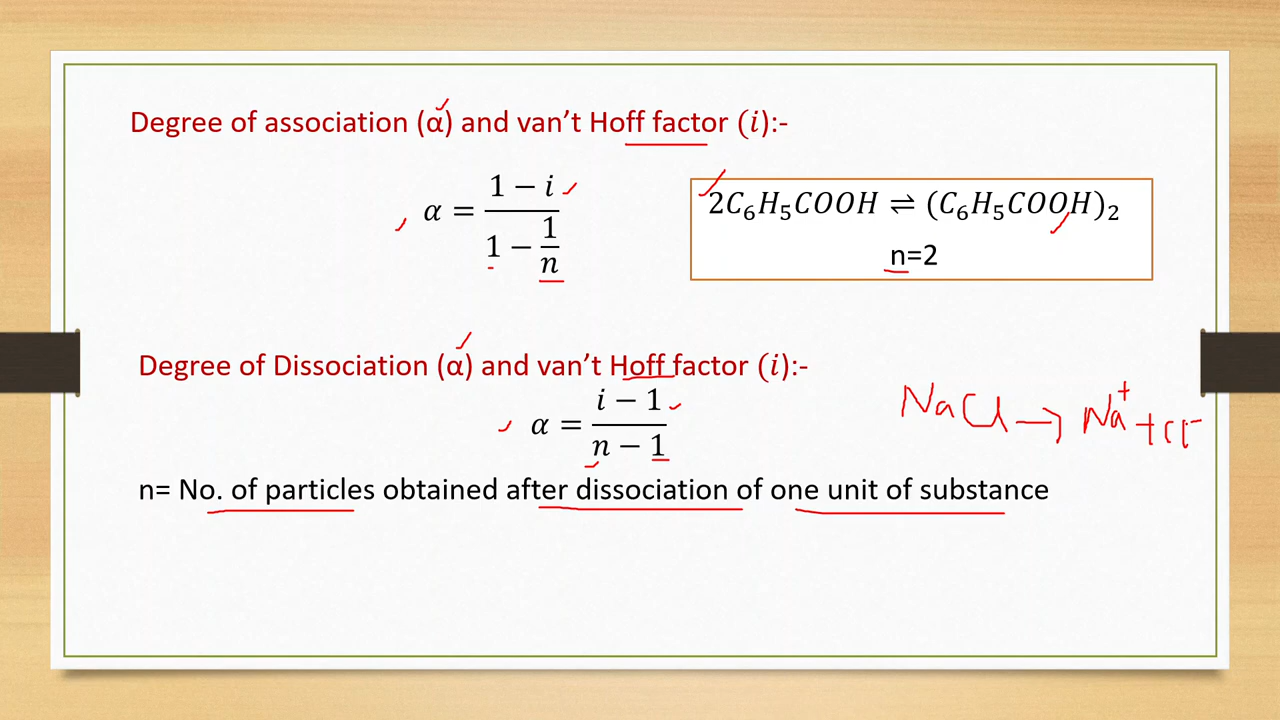 Degree of association (α) and van't Hoff factor (𝑖):-
𝛼 = (1 − 𝑖) / (1 − 1/𝑛)
2𝐶₆𝐻₅𝐶𝑂𝑂𝐻 ⇌ (𝐶₆𝐻₅𝐶𝑂𝑂𝐻)₂
n=2
Degree of Dissociation (α) and van't Hoff factor (𝑖):-
𝛼 = (𝑖 − 1) / (𝑛 − 1)
NaCl → Na⁺ + Cl⁻
n= No. of particles obtained after dissociation of one unit of substance